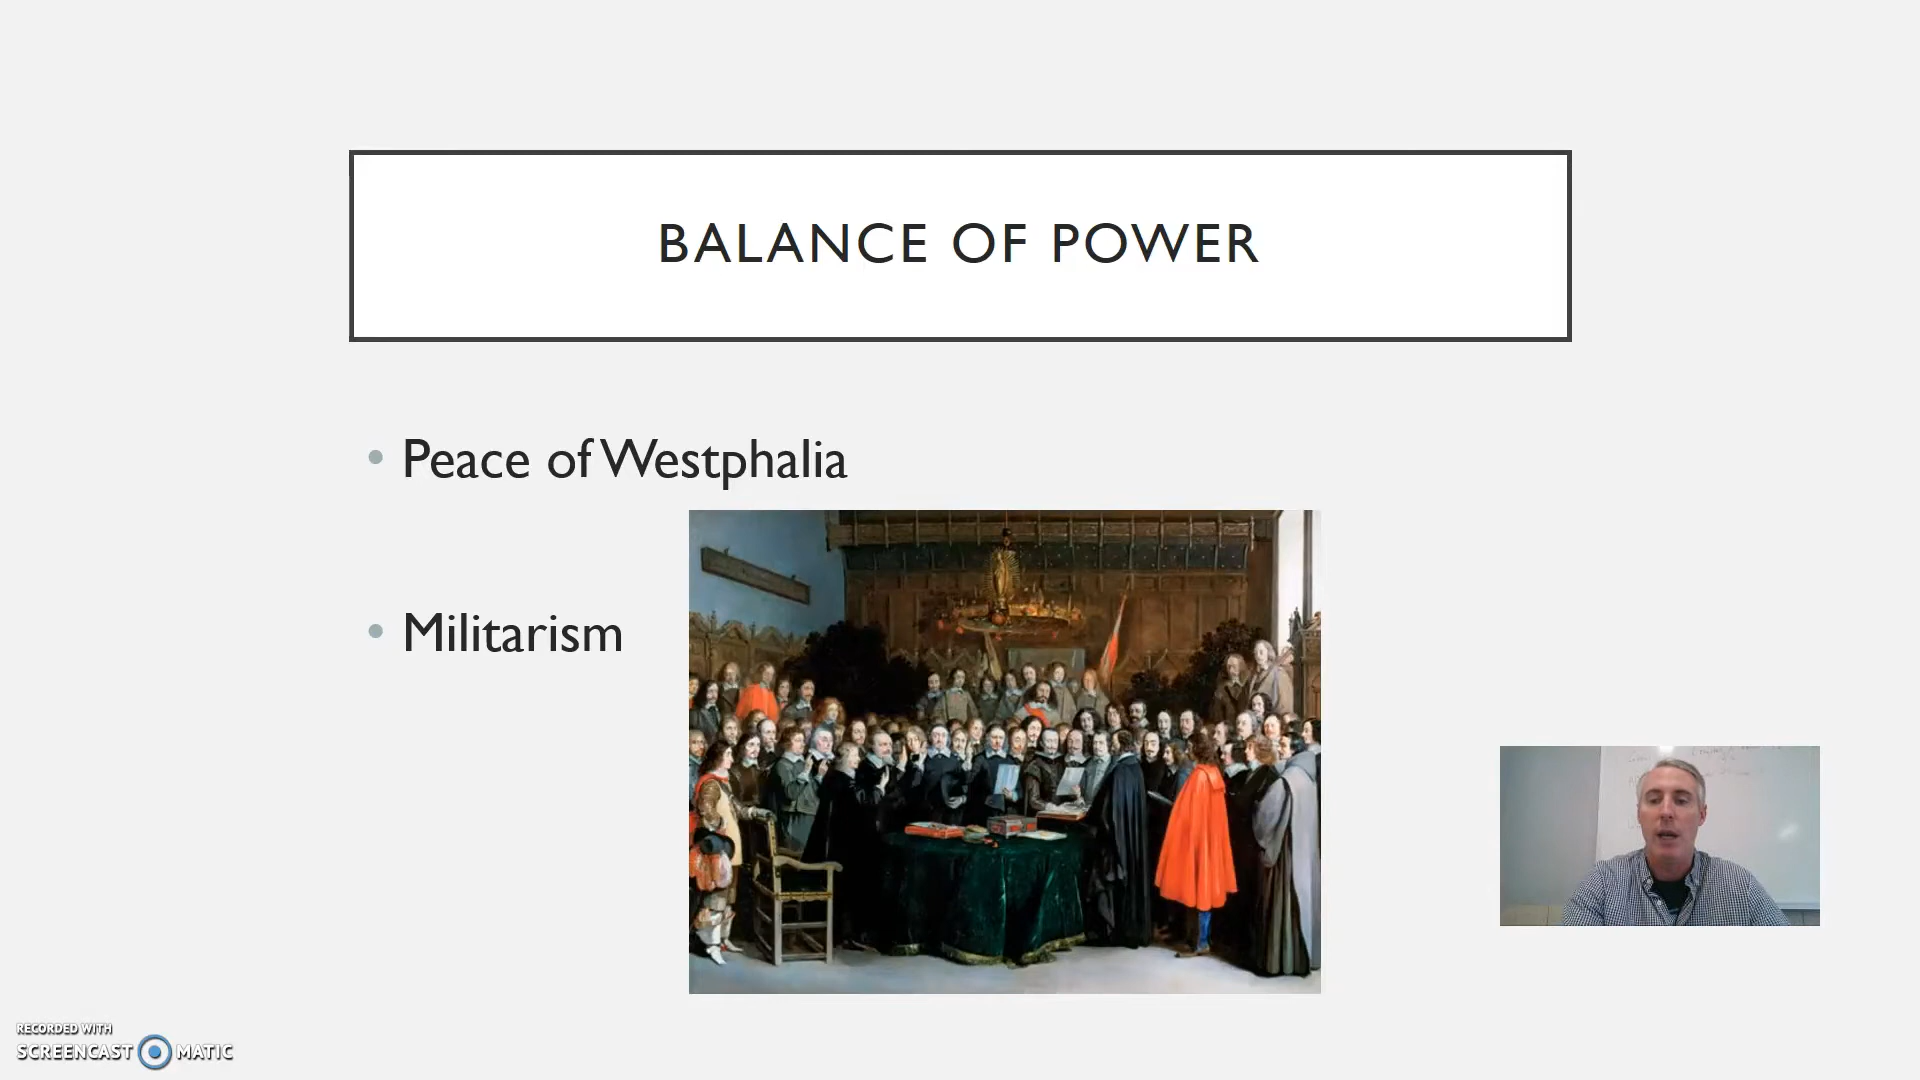 BALANCE OF POWER
Peace of Westphalia
Militarism
RECORDED WITH
SCREENCAST MATIC